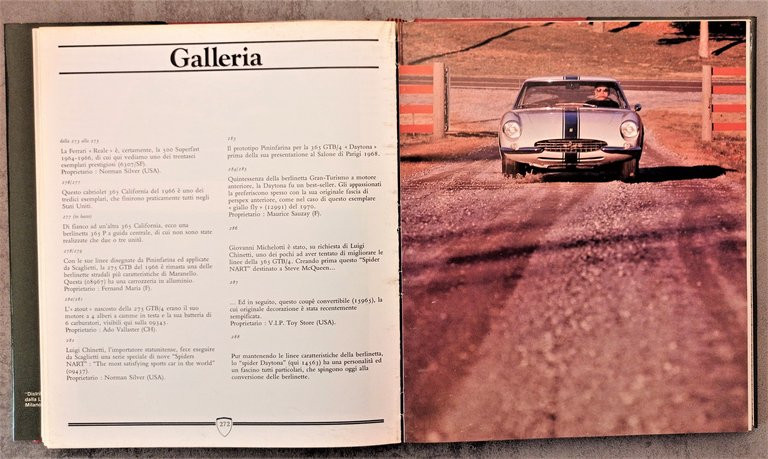 Galleria
dalla 273 alla 275
La Ferrari « Reale » è, certamente, la 500 Superfast
1964-1966, di cui qui vediamo uno dei trentasei
esemplari prestigiosi (6307/SF).
Proprietario : Norman Silver (USA).
276/277
Questo cabriolet 365 California del 1966 è uno dei
tredici esemplari, che finirono praticamente tutti negli
Stati Uniti.
277 (in basso)
Di fianco ad un'altra 365 California, ecco una
berlinetta 365 P a guida centrale, di cui non sono state
realizzate che due o tre unità.
278/279
Con le sue linee disegnate da Pininfarina ed applicate
da Scaglietti, la 275 GTB del 1966 è rimasta una delle
berlinette stradali più caratteristiche di Maranello.
Questa (08967) ha una carrozzeria in alluminio.
Proprietario : Fernand Maria (F).
280/281
L'« atout » nascosto della 275 GTB/4 erano il suo
motore a 4 alberi a camme in testa e la sua batteria di
6 carburatori, visibili qui sulla 09345.
Proprietario : Ado Vallaster (CH).
282
Luigi Chinetti, l'importatore statunitense, fece eseguire
da Scaglietti una serie speciale di nove "Spiders
NART" : "The most satisfying sports car in the world"
(09437).
Proprietario : Norman Silver (USA).
283
Il prototipo Pininfarina per la 365 GTB/4 « Daytona »
prima della sua presentazione al Salone di Parigi 1968.
284/285
Quintessenza della berlinetta Gran-Turismo a motore
anteriore, la Daytona fu un best-seller. Gli appassionati
la preferiscono spesso con la sua originale fascia di
perspex anteriore, come nel caso di questo esemplare
« giallo fly » (12991) del 1970.
Proprietario : Maurice Sauzay (F).
286
Giovanni Michelotti è stato, su richiesta di Luigi
Chinetti, uno dei pochi ad aver tentato di migliorare le
linee della 365 GTB/4. Creando prima questo "Spider
NART" destinato a Steve McQueen...
287
... Ed in seguito, questo coupé convertibile (15965), la
cui originale decorazione è stata recentemente
semplificata.
Proprietario : V.I.P. Toy Store (USA).
288
Pur mantenendo le linee caratteristiche della berlinetta,
lo "spider Daytona" (qui 14563) ha una personalità ed
un fascino tutti particolari, che spingono oggi alla
conversione delle berlinette.
272
dalla L
Milano